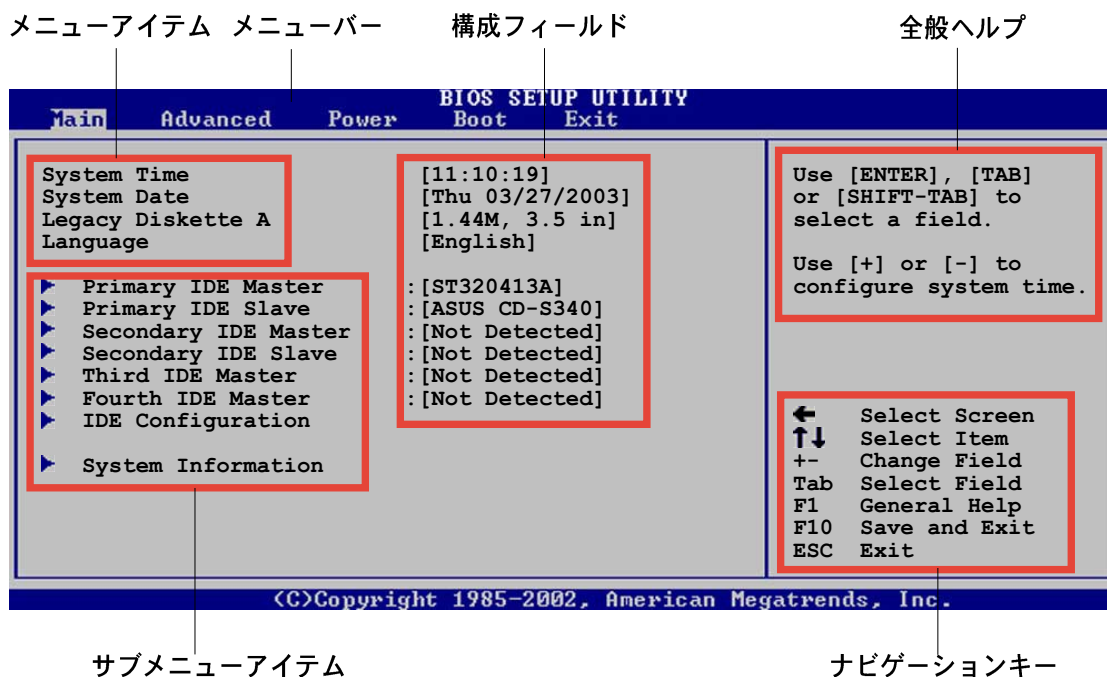 メニューアイテム メニューバー 構成フィールド 全般ヘルプ
BIOS SETUP UTILITY
Main Advanced Power Boot Exit
System Time [11:10:19]
System Date [Thu 03/27/2003]
Legacy Diskette A [1.44M, 3.5 in]
Language [English]
Primary IDE Master :[ST320413A]
Primary IDE Slave :[ASUS CD-S340]
Secondary IDE Master :[Not Detected]
Secondary IDE Slave :[Not Detected]
Third IDE Master :[Not Detected]
Fourth IDE Master :[Not Detected]
IDE Configuration
System Information
Use [ENTER], [TAB]
or [SHIFT-TAB] to
select a field.
Use [+] or [-] to
configure system time.
← Select Screen
↑↓ Select Item
+- Change Field
Tab Select Field
F1 General Help
F10 Save and Exit
ESC Exit
(C)Copyright 1985-2002, American Megatrends, Inc.
サブメニューアイテム ナビゲーションキー